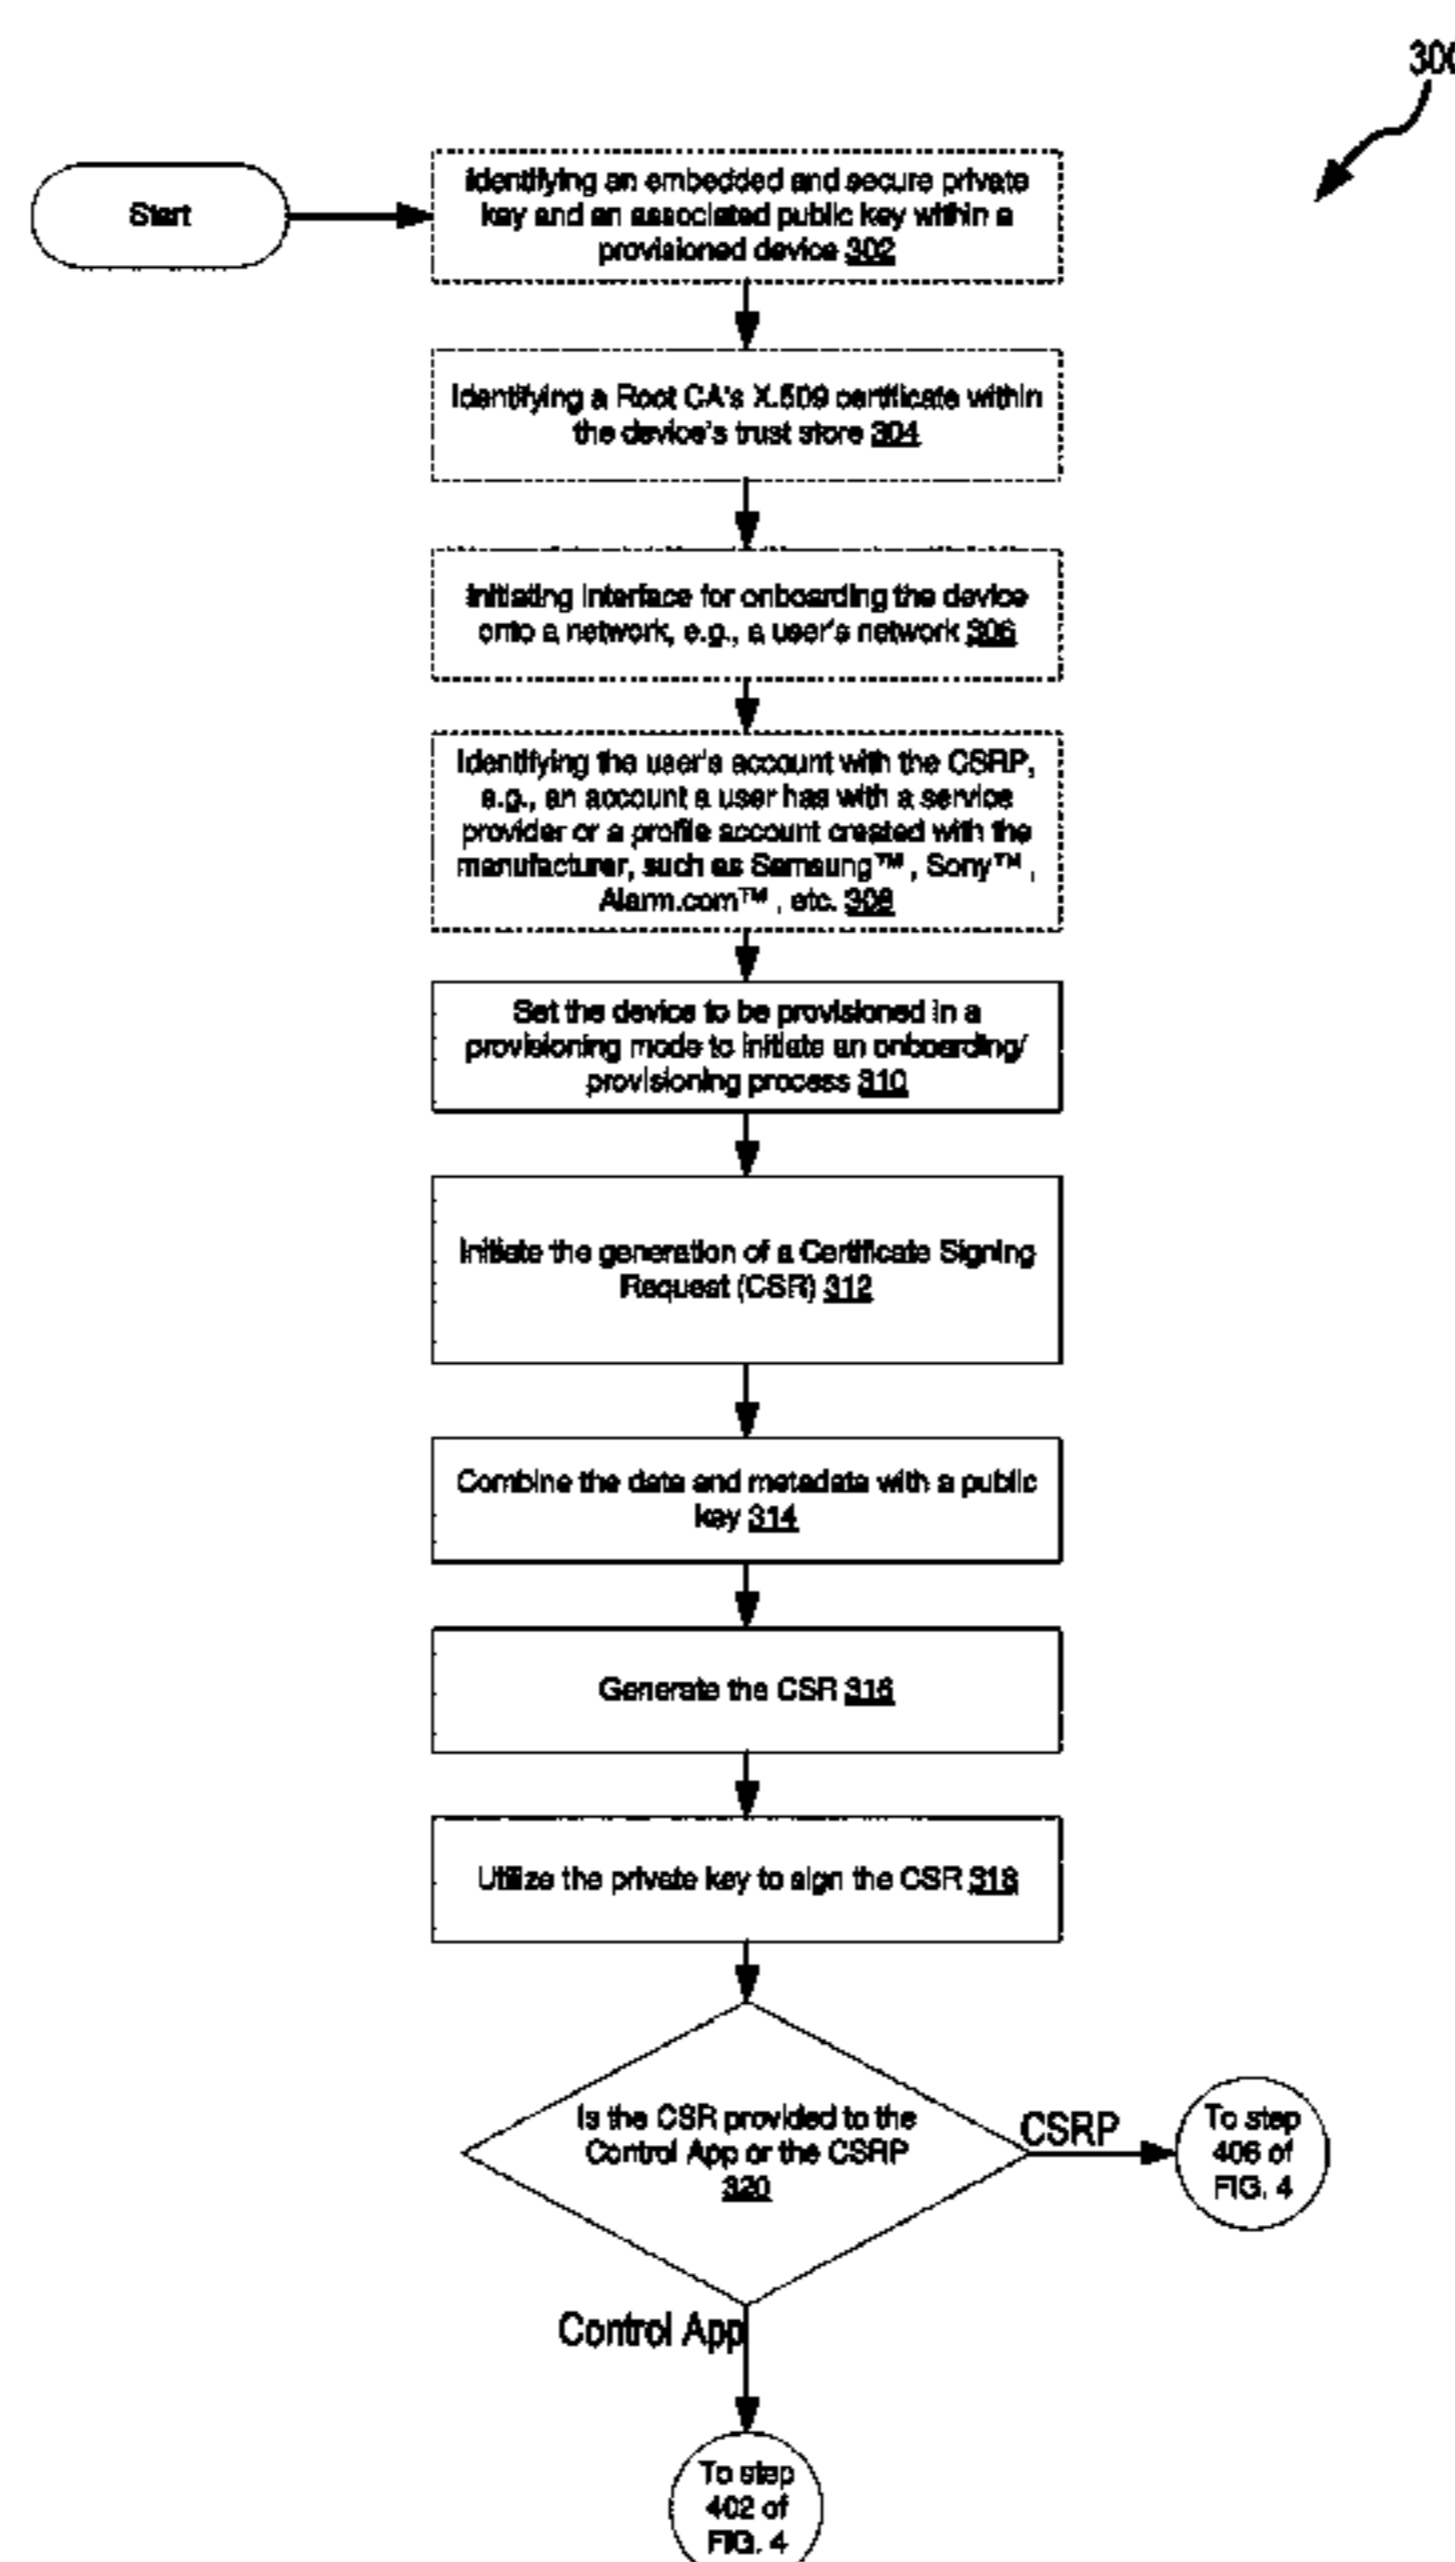 300
Start
Identifying an embedded and secure private
key and an associated public key within a
provisioned device 302
Identifying a Root CA's X.509 certificate within
the device's trust store 304
Initiating interface for onboarding the device
onto a network, e.g., a user's network 306
Identifying the user's account with the CSRP,
e.g., an account a user has with a service
provider or a profile account created with the
manufacturer, such as Samsung™, Sony™,
Alarm.com™, etc. 308
Set the device to be provisioned in a
provisioning mode to initiate an onboarding/
provisioning process 310
Initiate the generation of a Certificate Signing
Request (CSR) 312
Combine the data and metadata with a public
key 314
Generate the CSR 316
Utilize the private key to sign the CSR 318
Is the CSR provided to the
Control App or the CSRP
320
CSRP
To step
406 of
FIG. 4
Control App
To step
402 of
FIG. 4